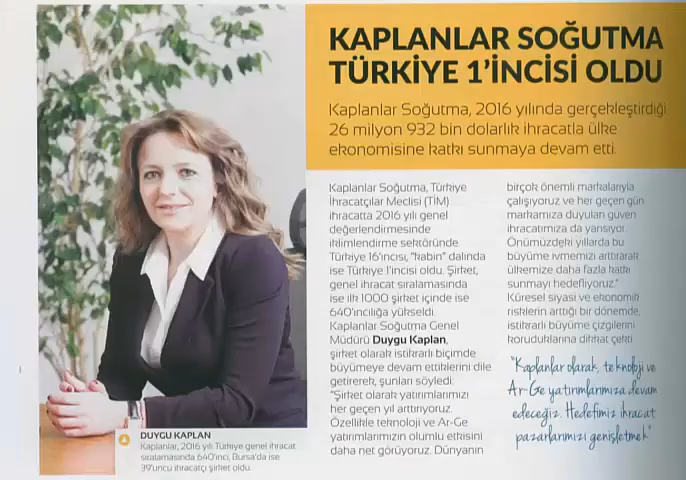 KAPLANLAR SOĞUTMA
TÜRKİYE 1'İNCİSİ OLDU
Kaplanlar Soğutma, 2016 yılında gerçekleştirdiği
26 milyon 932 bin dolarlık ihracatla ülke
ekonomisine katkı sunmaya devam etti.
Kaplanlar Soğutma, Türkiye
İhracatçılar Meclisi (TİM)
ihracatta 2016 yılı genel
değerlendirmesinde
iklimlendirme sektöründe
Türkiye 16'incısı, "kabin" dalında
ise Türkiye 1'incisi oldu. Şirket,
genel ihracat sıralamasında
ise ilk 1000 şirket içinde ise
640'ıncılığa yükseldi.
Kaplanlar Soğutma Genel
Müdürü Duygu Kaplan,
şirket olarak istikrarlı biçimde
büyümeye devam ettiklerini dile
getirerek, şunları söyledi:
"Şirket olarak yatırımlarımızı
her geçen yıl arttırıyoruz.
Özellikle teknoloji ve Ar-Ge
yatırımlarımızın olumlu etkisini
daha net görüyoruz. Dünyanın
birçok önemli markalarıyla
çalışıyoruz ve her geçen gün
markamıza duyulan güven
ihracatımıza da yansıyor.
Önümüzdeki yıllarda bu
büyüme ivmemizi arttırarak
ülkemize daha fazla katkı
sunmayı hedefliyoruz."
Küresel siyasi ve ekonomik
risklerin arttığı bir dönemde,
istikrarlı büyüme çizgilerini
koruduklarına dikkat çekti
"Kaplanlar olarak, teknoloji ve
Ar-Ge yatırımlarımıza devam
edeceğiz. Hedefimiz ihracat
pazarlarımızı genişletmek"
DUYGU KAPLAN
Kaplanlar, 2016 yılı Türkiye genel ihracat
sıralamasında 640'ıncı, Bursa'da ise
39'uncu ihracatçı şirket oldu.